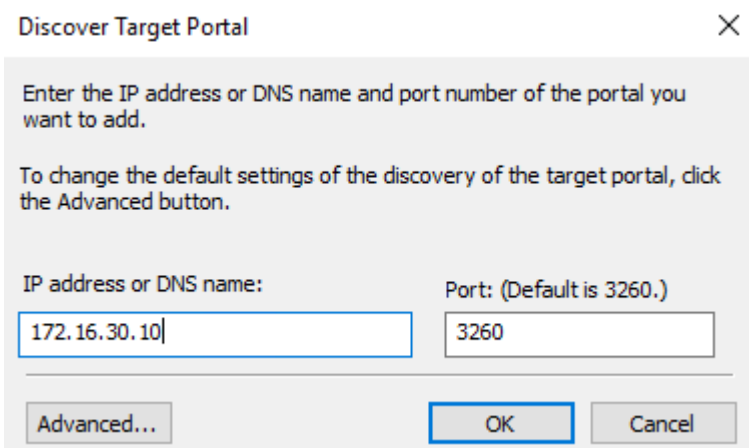 Discover Target Portal
Enter the IP address or DNS name and port number of the portal you
want to add.
To change the default settings of the discovery of the target portal, click
the Advanced button.
IP address or DNS name:
Port: (Default is 3260.)
172.16.30.10
3260
Advanced...
OK
Cancel